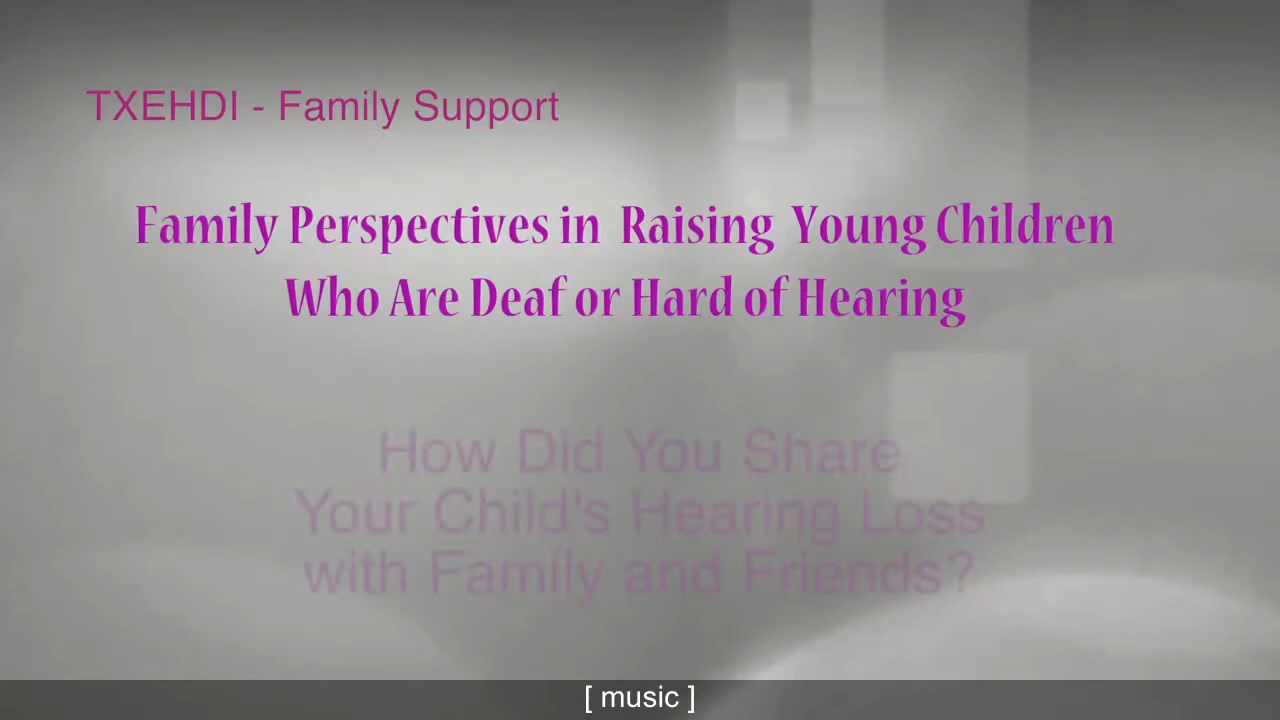 TXEHDI - Family Support
Family Perspectives in Raising Young Children
Who Are Deaf or Hard of Hearing
How Did You Share
Your Child's Hearing Loss
with Family and Friends?
[ music ]